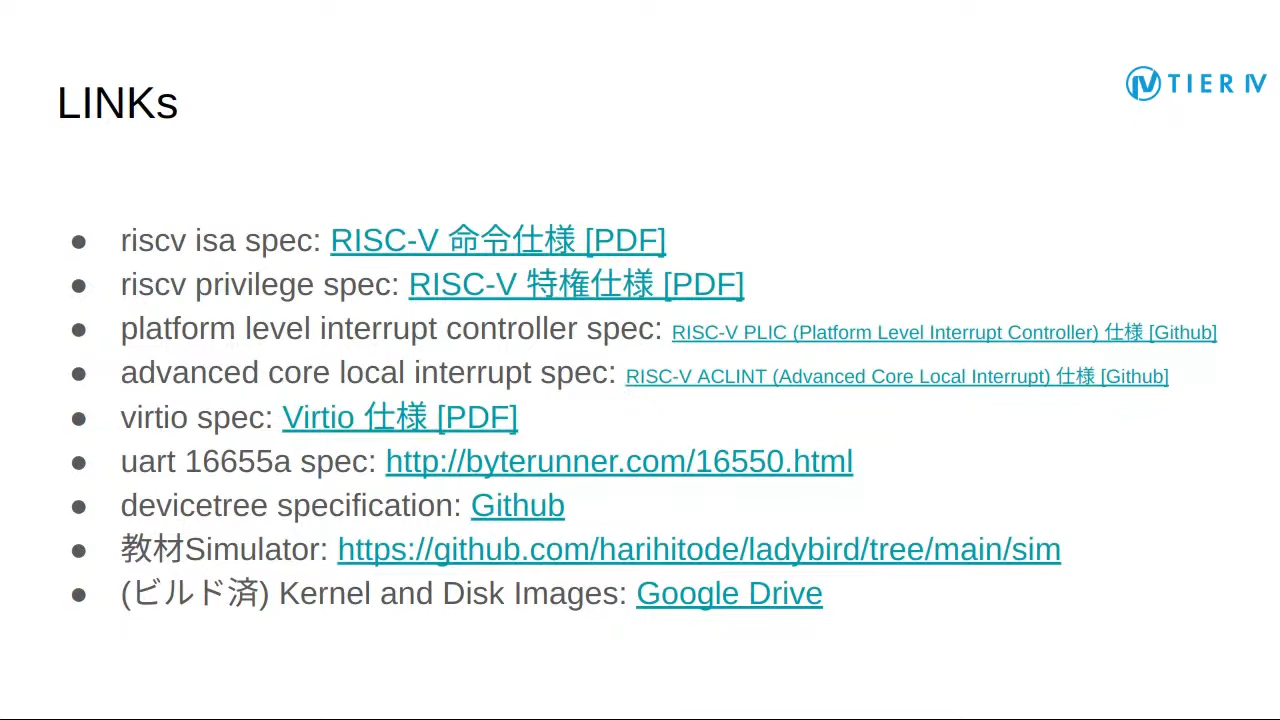 LINKs
TIER IV
● riscv isa spec: RISC-V 命令仕様 [PDF]
● riscv privilege spec: RISC-V 特権仕様 [PDF]
● platform level interrupt controller spec: RISC-V PLIC (Platform Level Interrupt Controller) 仕様 [Github]
● advanced core local interrupt spec: RISC-V ACLINT (Advanced Core Local Interrupt) 仕様 [Github]
● virtio spec: Virtio 仕様 [PDF]
● uart 16655a spec: http://byterunner.com/16550.html
● devicetree specification: Github
● 教材Simulator: https://github.com/harihitode/ladybird/tree/main/sim
● (ビルド済) Kernel and Disk Images: Google Drive